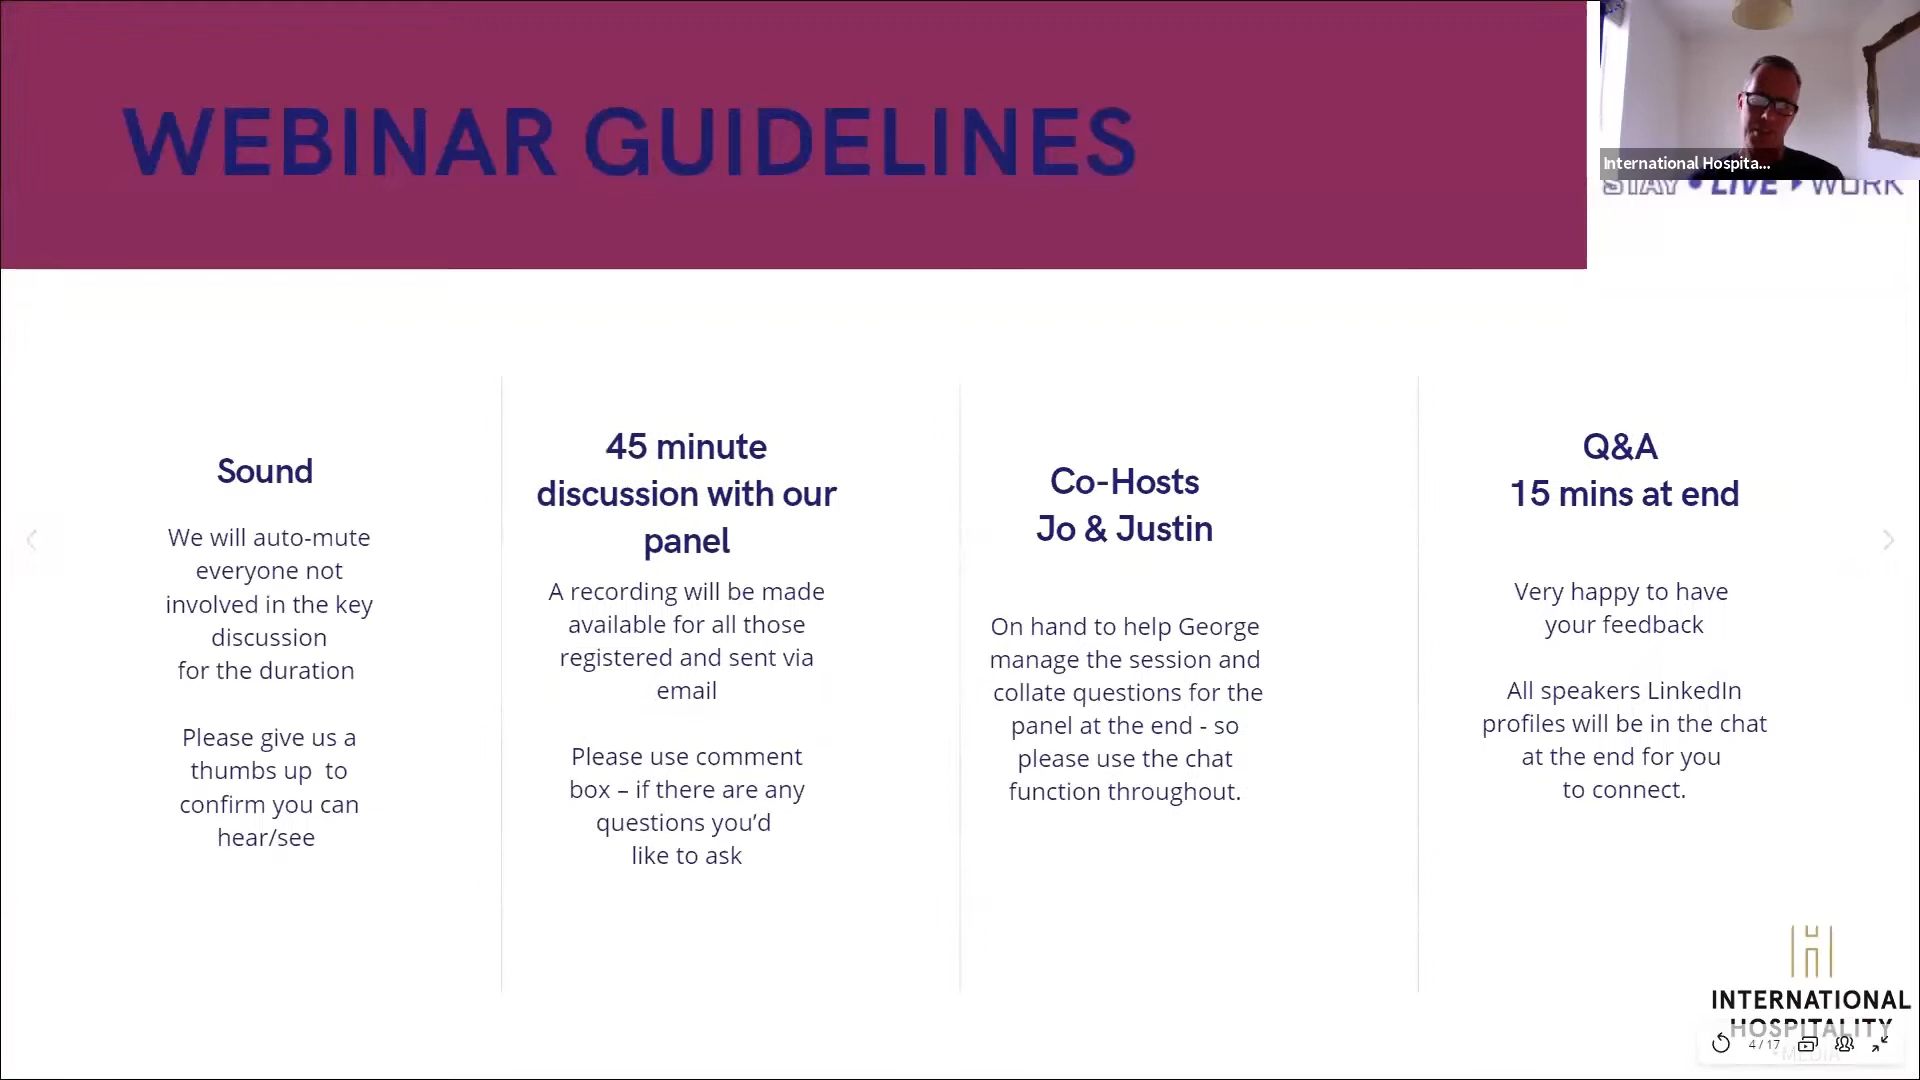 WEBINAR GUIDELINES
International Hospita...
STAY • LIVE WORK
Sound
We will auto-mute
everyone not
involved in the key
discussion
for the duration
Please give us a
thumbs up to
confirm you can
hear/see
45 minute
discussion with our
panel
A recording will be made
available for all those
registered and sent via
email
Please use comment
box – if there are any
questions you’d
like to ask
Co-Hosts
Jo & Justin
On hand to help George
manage the session and
collate questions for the
panel at the end - so
please use the chat
function throughout.
Q&A
15 mins at end
Very happy to have
your feedback
All speakers LinkedIn
profiles will be in the chat
at the end for you
to connect.
INTERNATIONAL
HOSPITALITY
MEDIA
4 / 17